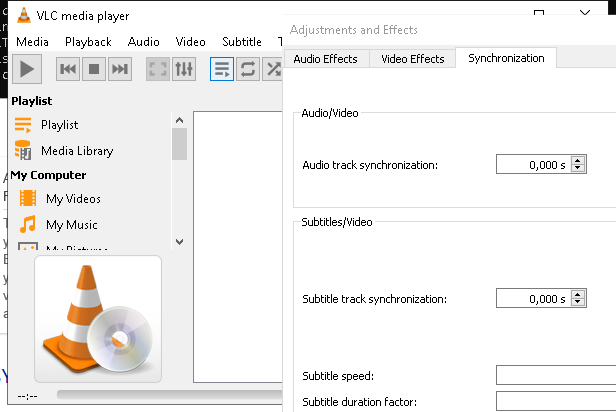 VLC media player
Media Playback Audio Video Subtitle T
Playlist
Playlist
Media Library
My Computer
My Videos
My Music
My Pictures
--:--
Adjustments and Effects
Audio Effects Video Effects Synchronization
Audio/Video
Audio track synchronization: 0,000 s
Subtitles/Video
Subtitle track synchronization: 0,000 s
Subtitle speed:
Subtitle duration factor: